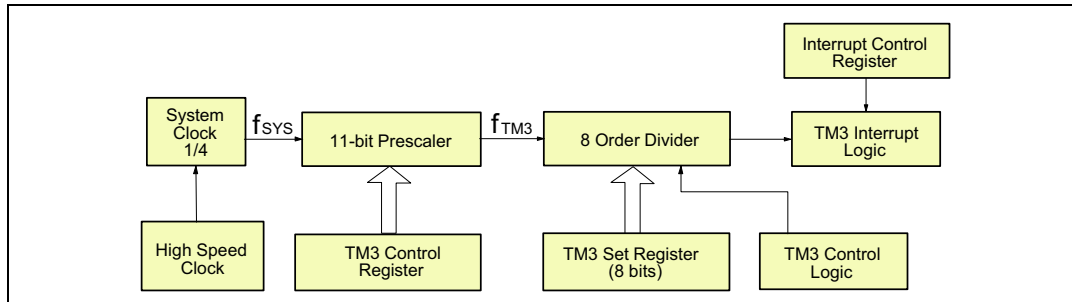 Interrupt Control
Register
System
Clock
1/4
fSYS
11-bit Prescaler
fTM3
8 Order Divider
TM3 Interrupt
Logic
High Speed
Clock
TM3 Control
Register
TM3 Set Register
(8 bits)
TM3 Control
Logic